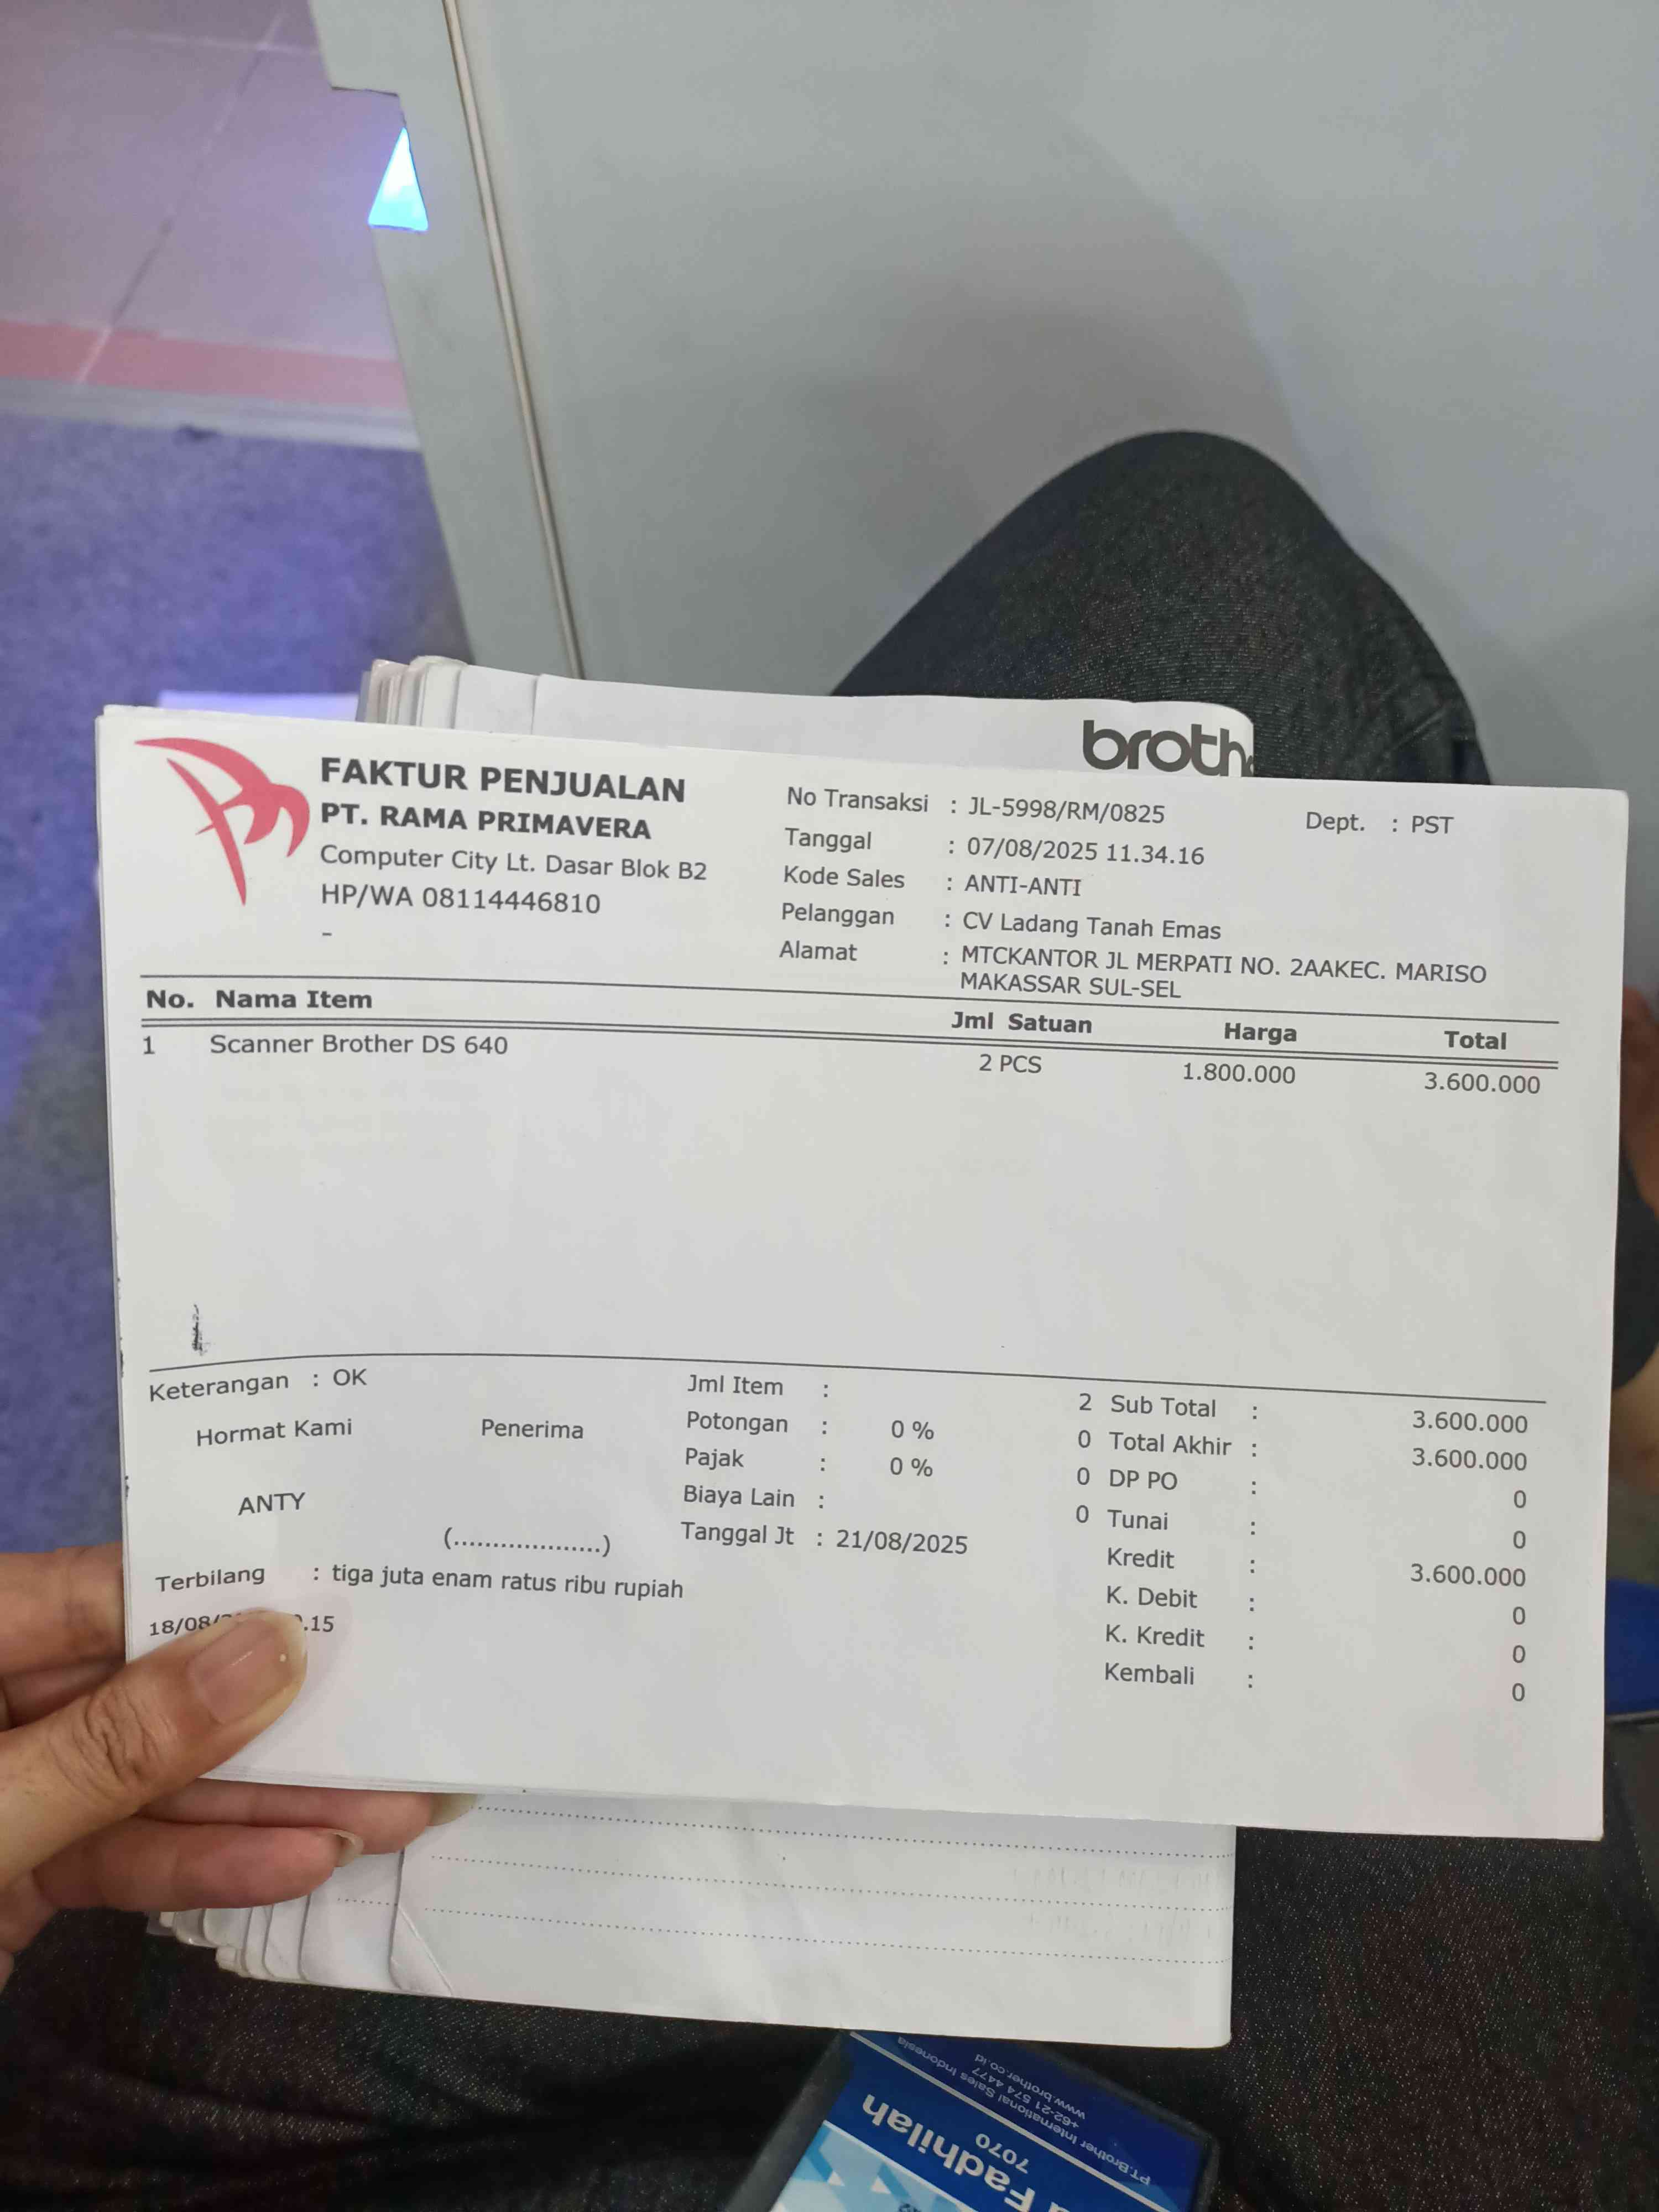 broth
FAKTUR PENJUALAN
PT. RAMA PRIMAVERA
Computer City Lt. Dasar Blok B2
HP/WA 08114446810
-
No Transaksi : JL-5998/RM/0825 Dept. : PST
Tanggal : 07/08/2025 11.34.16
Kode Sales : ANTI-ANTI
Pelanggan : CV Ladang Tanah Emas
Alamat : MTCKANTOR JL MERPATI NO. 2AAKEC. MARISO
MAKASSAR SUL-SEL
No. Nama Item Jml Satuan Harga Total
1 Scanner Brother DS 640 2 PCS 1.800.000 3.600.000
Keterangan : OK
Hormat Kami Penerima
ANTY
(...................)
Jml Item : 2
Potongan : 0 % 0
Pajak : 0 % 0
Biaya Lain : 0
Tanggal Jt : 21/08/2025
Sub Total : 3.600.000
Total Akhir : 3.600.000
DP PO : 0
Tunai : 0
Kredit : 3.600.000
K. Debit : 0
K. Kredit : 0
Kembali : 0
Terbilang : tiga juta enam ratus ribu rupiah
18/08/ .15
Fadhilah
7070
PT.Brother International Sales Indonesia
+62-21 574 4477
www.brother.co.id